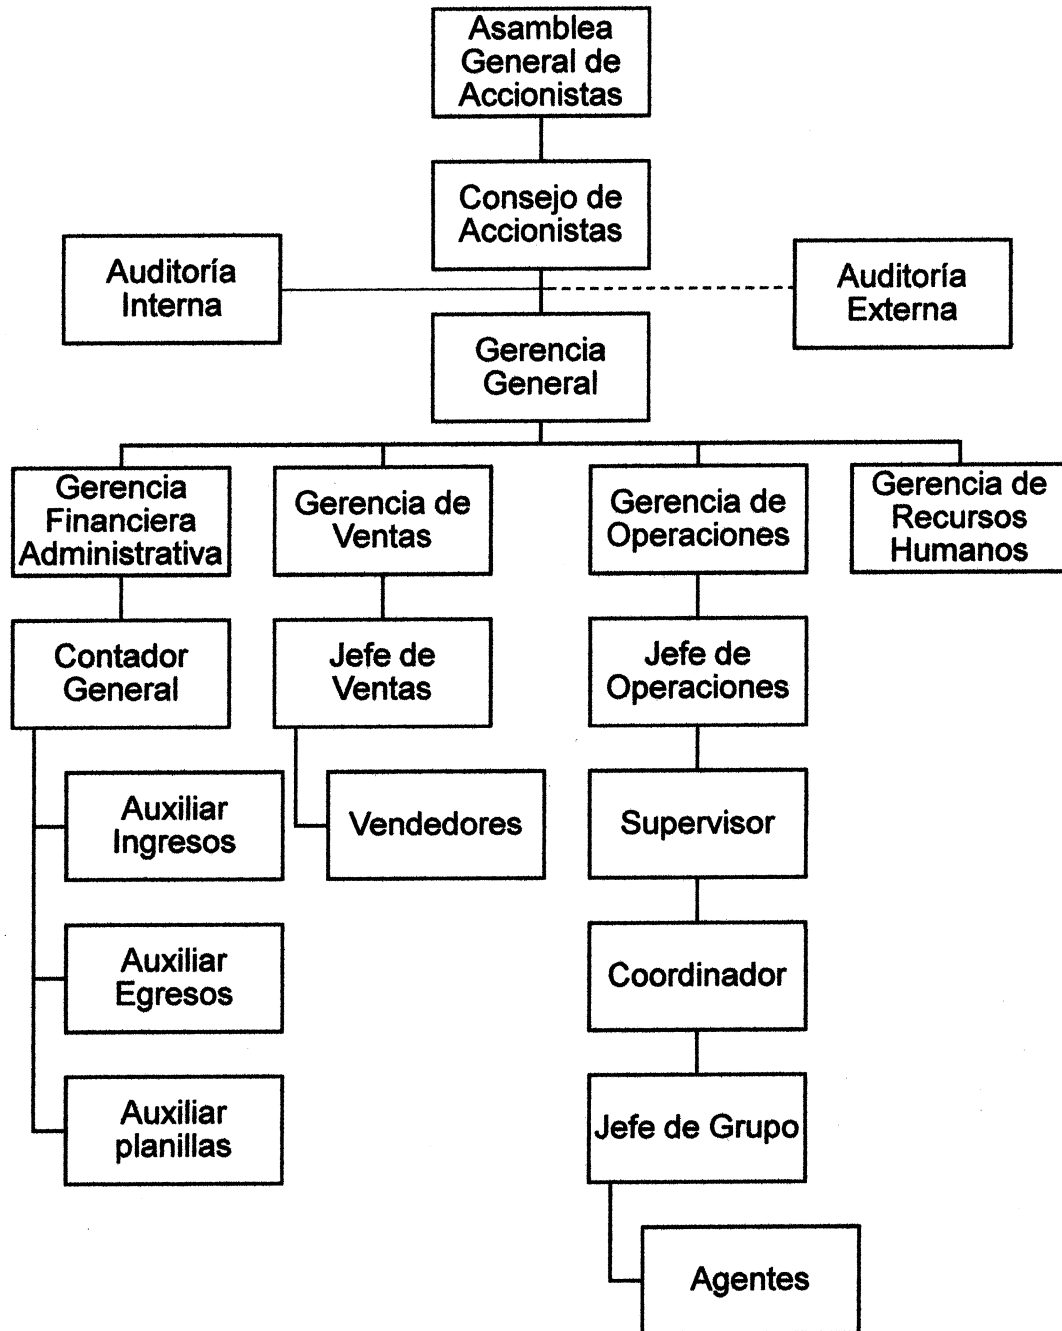 Asamblea
General de
Accionistas
Consejo de
Accionistas
Auditoría
Interna
Auditoría
Externa
Gerencia
General
Gerencia
Financiera
Administrativa
Gerencia de
Ventas
Gerencia de
Operaciones
Gerencia de
Recursos
Humanos
Contador
General
Jefe de
Ventas
Jefe de
Operaciones
Auxiliar
Ingresos
Vendedores
Supervisor
Auxiliar
Egresos
Coordinador
Auxiliar
planillas
Jefe de Grupo
Agentes